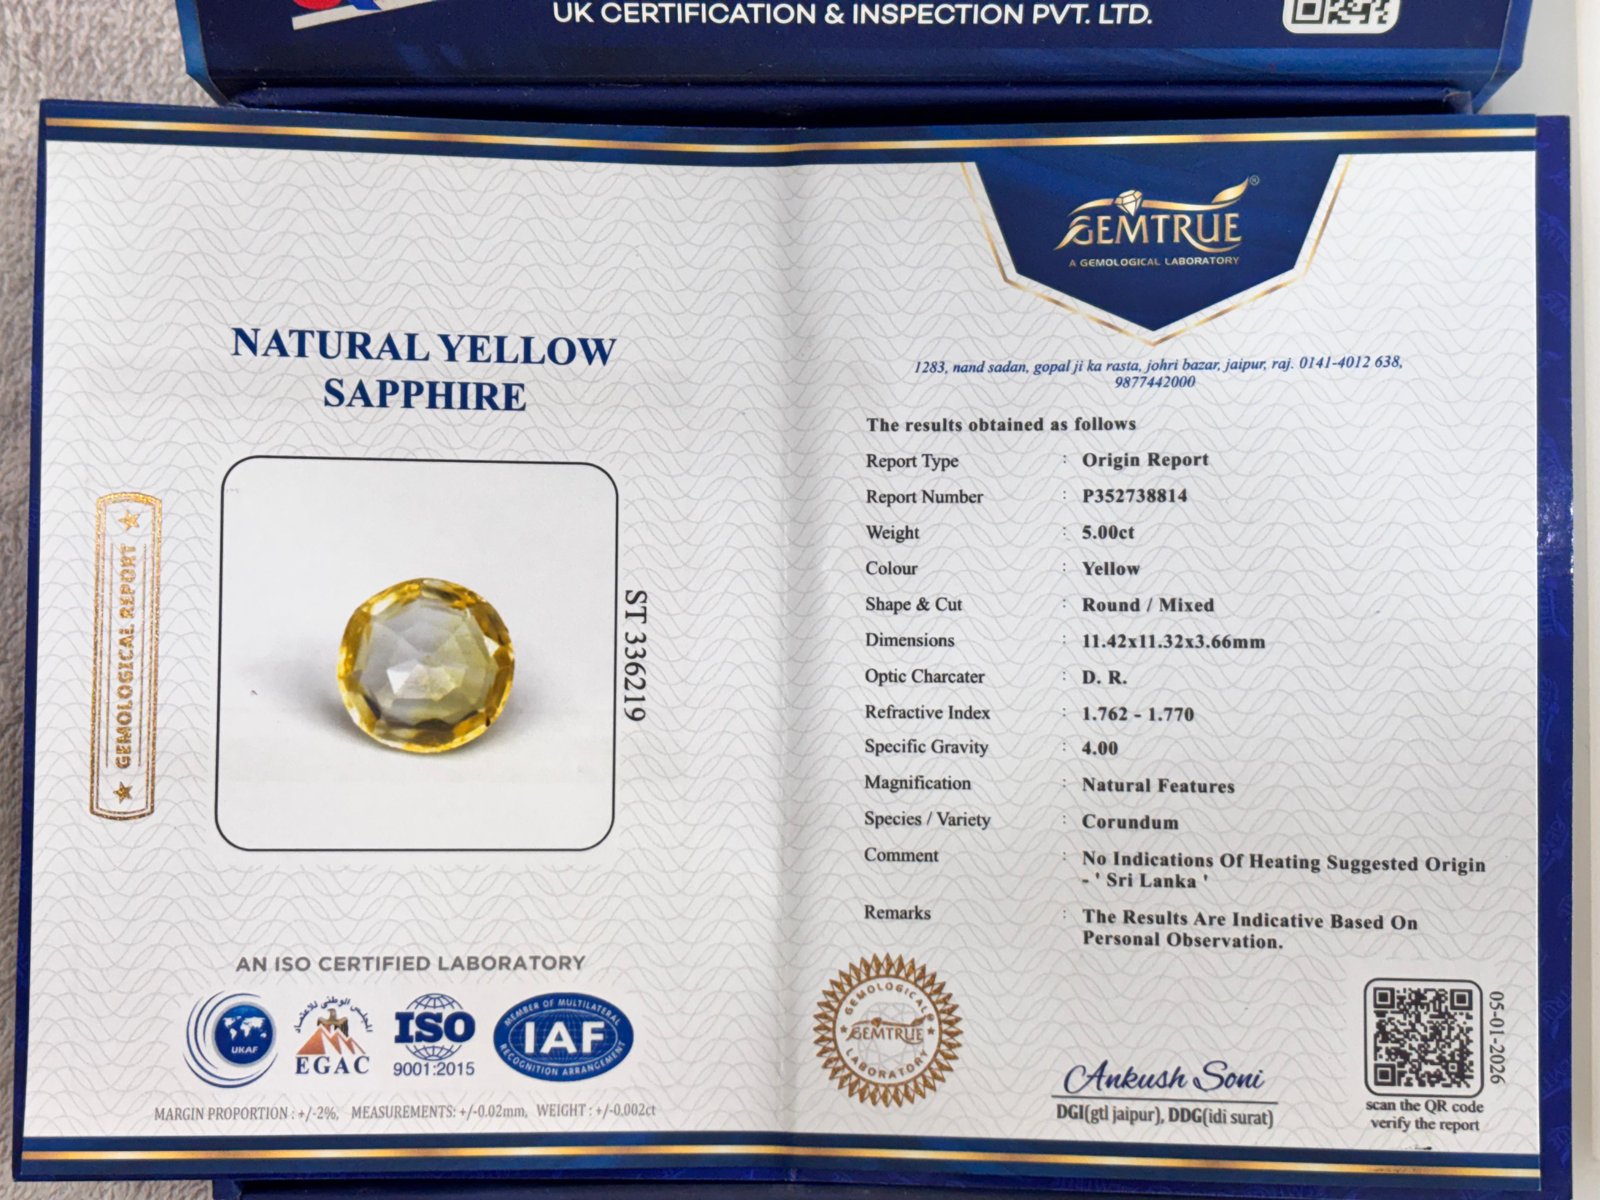 UK CERTIFICATION & INSPECTION PVT. LTD.
NATURAL YELLOW
SAPPHIRE
GEMOLOGICAL REPORT
ST 336219
AN ISO CERTIFIED LABORATORY
UKAF
المجلس الوطني للاعتماد
EGAC
ISO
9001:2015
MEMBER OF MULTILATERAL
IAF
RECOGNITION ARRANGEMENT
MARGIN PROPORTION : +/-2%, MEASUREMENTS: +/-0.02mm, WEIGHT : +/-0.002ct
GEMTRUE®
A GEMOLOGICAL LABORATORY
1283, nand sadan, gopal ji ka rasta, johri bazar, jaipur, raj. 0141-4012 638,
9877442000
The results obtained as follows
Report Type : Origin Report
Report Number : P352738814
Weight : 5.00ct
Colour : Yellow
Shape & Cut : Round / Mixed
Dimensions : 11.42x11.32x3.66mm
Optic Charcater : D. R.
Refractive Index : 1.762 - 1.770
Specific Gravity : 4.00
Magnification : Natural Features
Species / Variety : Corundum
Comment : No Indications Of Heating Suggested Origin
- ' Sri Lanka '
Remarks : The Results Are Indicative Based On
Personal Observation.
GEMOLOGICAL
GEMTRUE
LABORATORY
Ankush Soni
DGI(gtl jaipur), DDG(idi surat)
05-01-2026
scan the QR code
verify the report